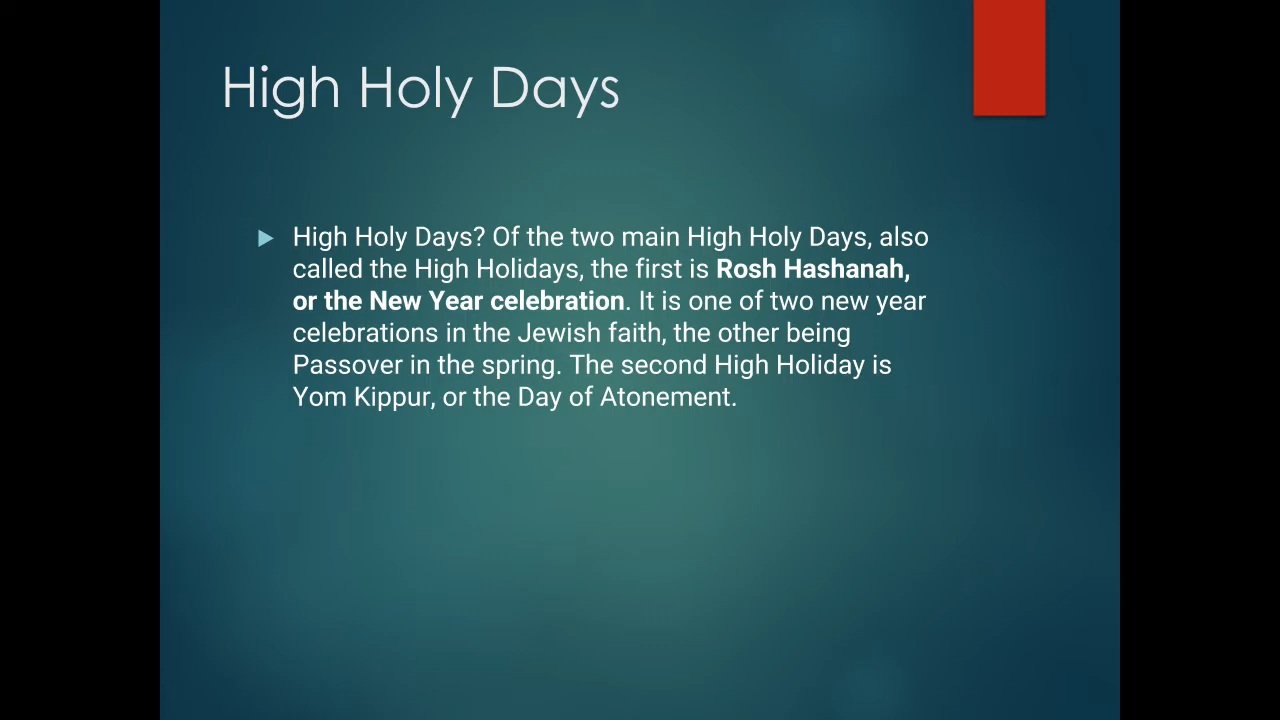 High Holy Days
High Holy Days? Of the two main High Holy Days, also
called the High Holidays, the first is Rosh Hashanah,
or the New Year celebration. It is one of two new year
celebrations in the Jewish faith, the other being
Passover in the spring. The second High Holiday is
Yom Kippur, or the Day of Atonement.